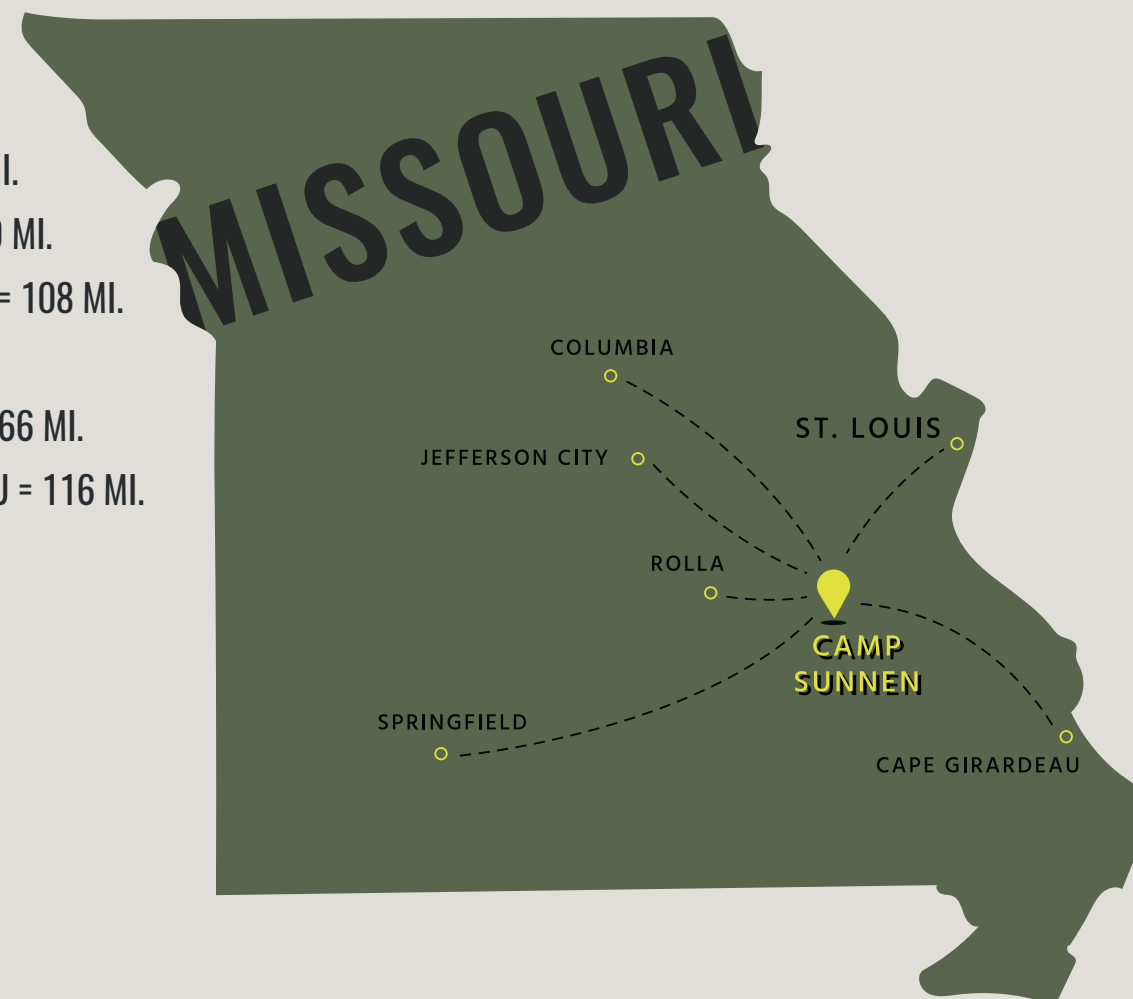 MISSOURI
I.
MI.
= 108 MI.
66 MI.
= 116 MI.
COLUMBIA
ST. LOUIS
JEFFERSON CITY
ROLLA
CAMP
SUNNEN
SPRINGFIELD
CAPE GIRARDEAU